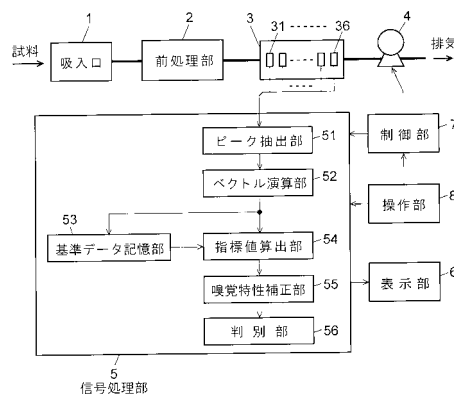 1
2
3
31
36
4
試料
吸入口
前処理部
排気
ピーク抽出部
51
ベクトル演算部
52
53
基準データ記憶部
指標値算出部
54
嗅覚特性補正部
55
判別部
56
5
信号処理部
制御部
7
操作部
8
表示部
6